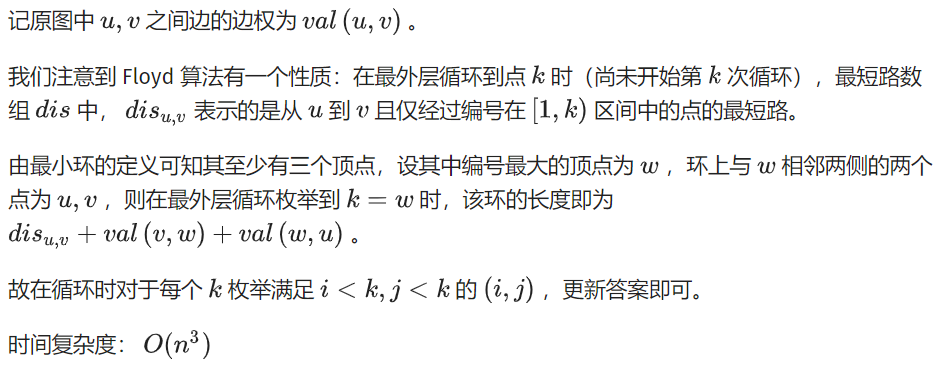 记原图中 u, v 之间边的边权为 val (u, v) 。
我们注意到 Floyd 算法有一个性质：在最外层循环到点 k 时（尚未开始第 k 次循环），最短路数
组 dis 中， dis_{u,v} 表示的是从 u 到 v 且仅经过编号在 [1, k) 区间中的点的最短路。
由最小环的定义可知其至少有三个顶点，设其中编号最大的顶点为 w ，环上与 w 相邻两侧的两个
点为 u, v ，则在最外层循环枚举到 k = w 时，该环的长度即为
dis_{u,v} + val (v, w) + val (w, u) 。
故在循环时对于每个 k 枚举满足 i < k, j < k 的 (i, j) ，更新答案即可。
时间复杂度： O(n^3)